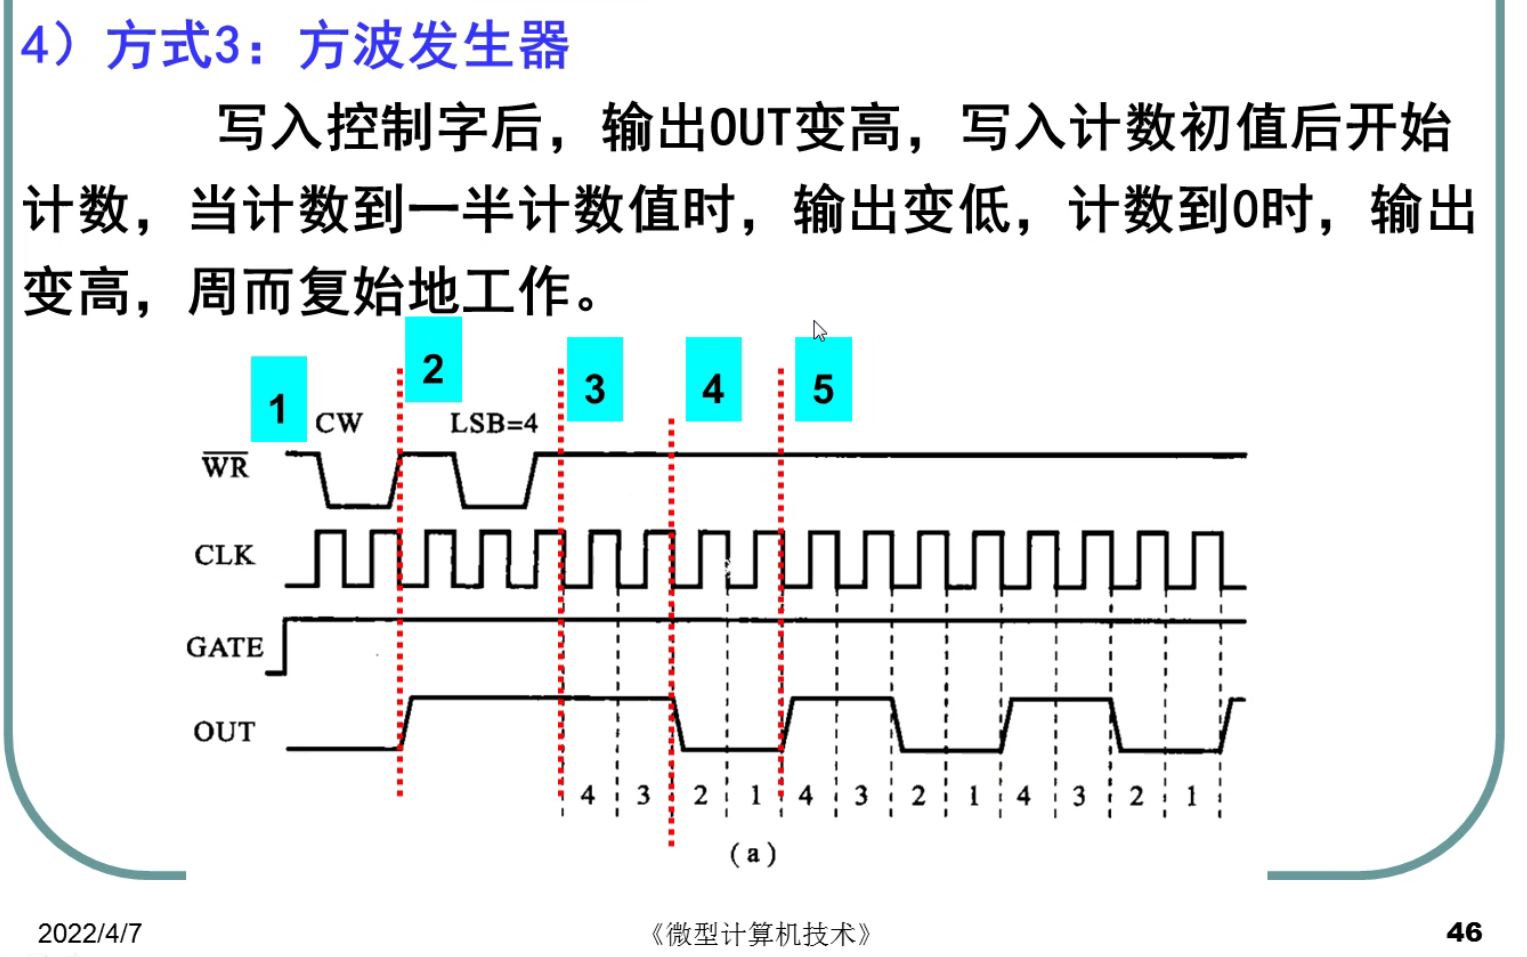 4）方式3：方波发生器
写入控制字后，输出OUT变高，写入计数初值后开始
计数，当计数到一半计数值时，输出变低，计数到0时，输出
变高，周而复始地工作。
1 2 3 4 5
CW LSB=4
WR
CLK
GATE
OUT
4 3 2 1 4 3 2 1 4 3 2 1
(a)
2022/4/7 《微型计算机技术》 46